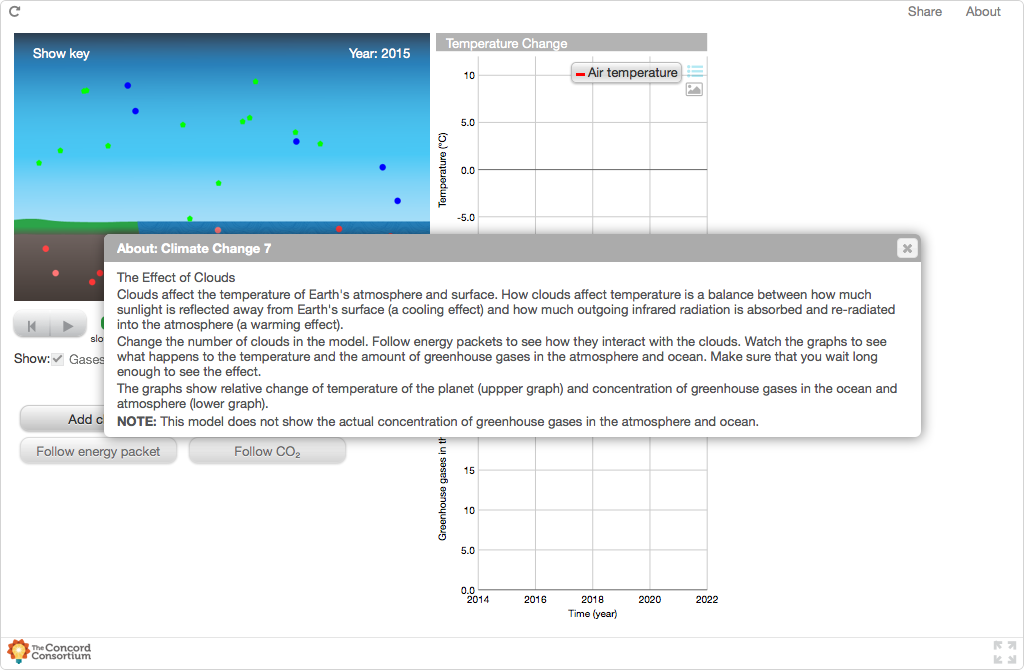 Share About
Show key Year: 2015
Temperature Change
Air temperature
10
5.0
0.0
-5.0
Temperature (°C)
About: Climate Change 7
The Effect of Clouds
Clouds affect the temperature of Earth's atmosphere and surface. How clouds affect temperature is a balance between how much
sunlight is reflected away from Earth's surface (a cooling effect) and how much outgoing infrared radiation is absorbed and re-radiated
into the atmosphere (a warming effect).
Change the number of clouds in the model. Follow energy packets to see how they interact with the clouds. Watch the graphs to see
what happens to the temperature and the amount of greenhouse gases in the atmosphere and ocean. Make sure that you wait long
enough to see the effect.
The graphs show relative change of temperature of the planet (uppper graph) and concentration of greenhouse gases in the ocean and
atmosphere (lower graph).
NOTE: This model does not show the actual concentration of greenhouse gases in the atmosphere and ocean.
slo
Show: Gases
Add c
Follow energy packet Follow CO₂
Greenhouse gases in th
15
10
5.0
0.0
2014 2016 2018 2020 2022
Time (year)
The Concord
Consortium